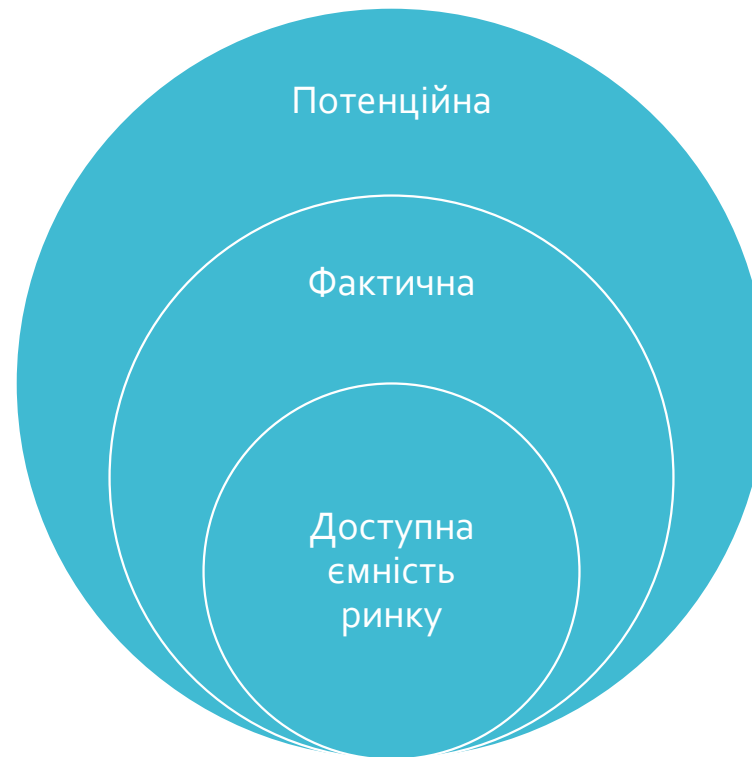 Потенційна
Фактична
Доступна
ємність
ринку